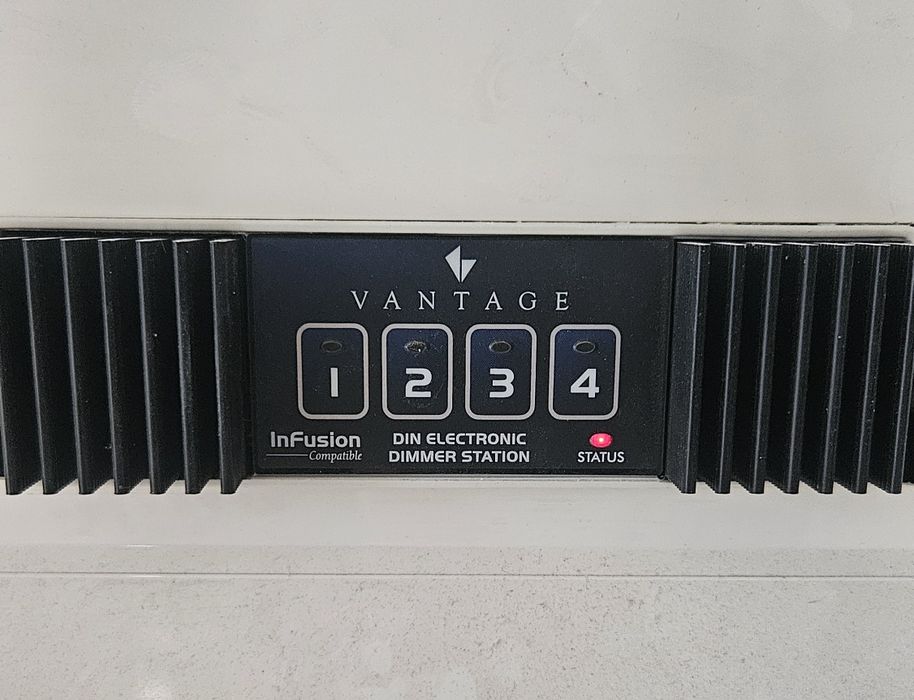 VANTAGE
1 2 3 4
InFusion
Compatible
DIN ELECTRONIC
DIMMER STATION
STATUS